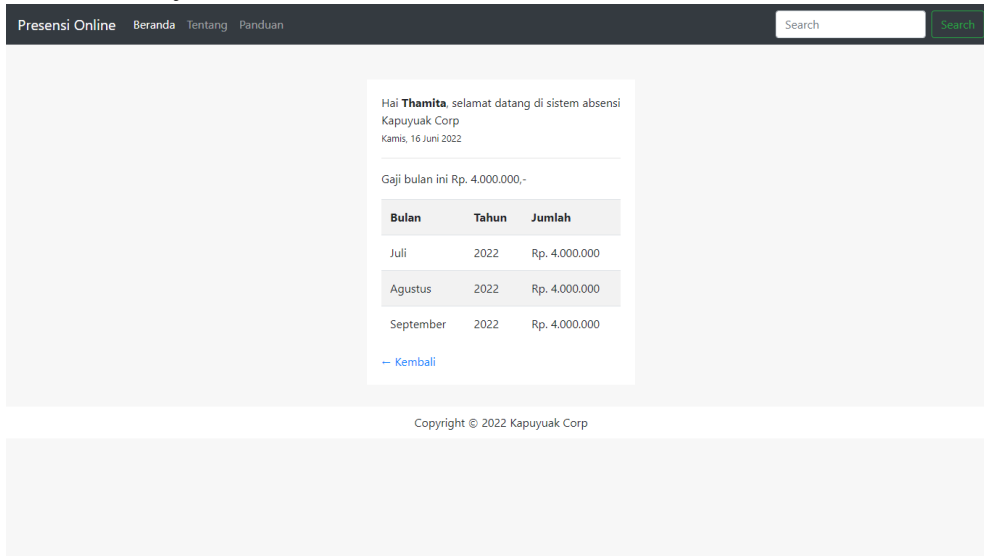 Presensi Online Beranda Tentang Panduan Search Search
Hai Thamita, selamat datang di sistem absensi
Kapuyuak Corp
Kamis, 16 Juni 2022
Gaji bulan ini Rp. 4.000.000,-
Bulan Tahun Jumlah
Juli 2022 Rp. 4.000.000
Agustus 2022 Rp. 4.000.000
September 2022 Rp. 4.000.000
← Kembali
Copyright © 2022 Kapuyuak Corp